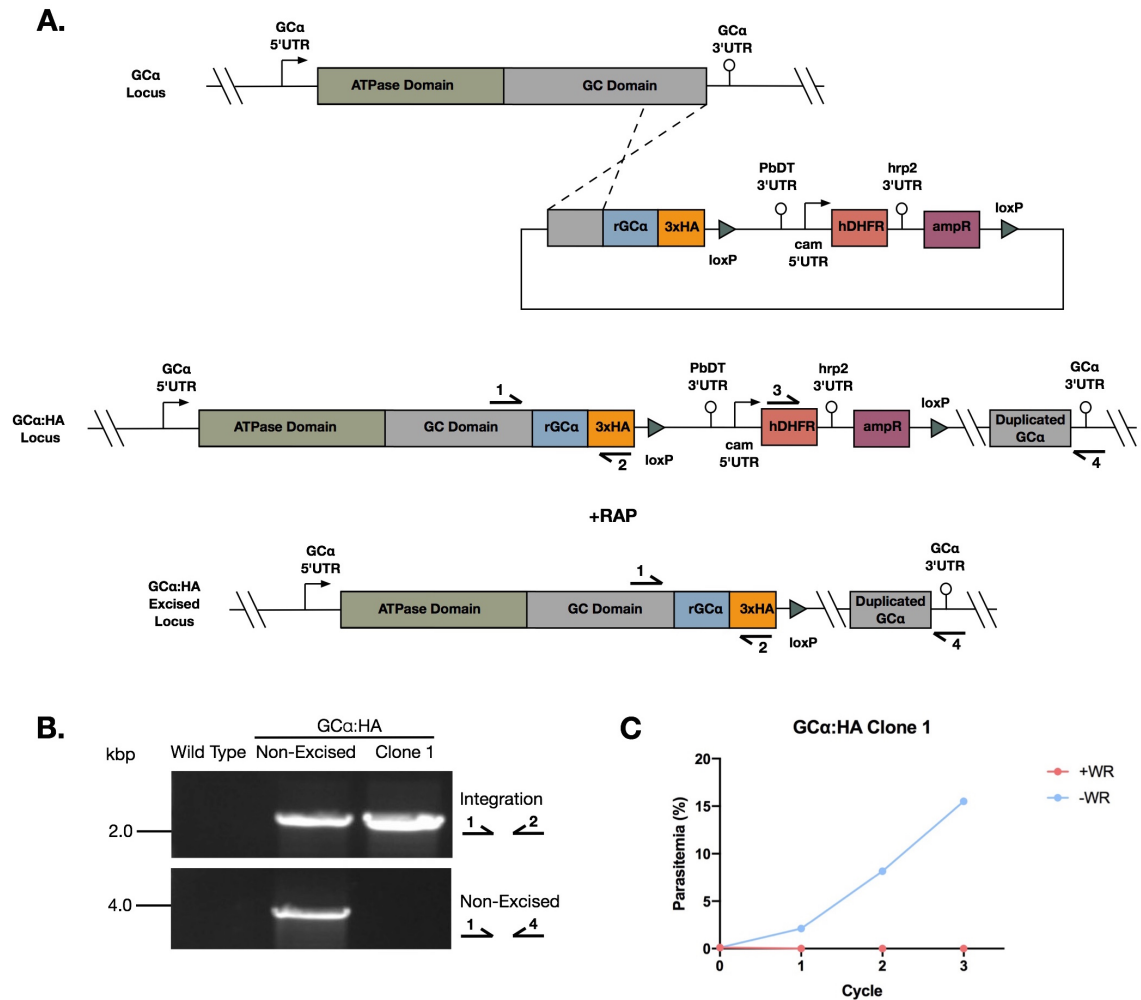 A.
GCα
5'UTR
GCα
3'UTR
GCα
Locus
ATPase Domain
GC Domain
PbDT
3'UTR
hrp2
3'UTR
rGCα
3xHA
hDHFR
ampR
loxP
loxP
cam
5'UTR
GCα
5'UTR
PbDT
3'UTR
hrp2
3'UTR
GCα
3'UTR
1
3
loxP
GCα:HA
Locus
ATPase Domain
GC Domain
rGCα
3xHA
hDHFR
ampR
Duplicated
GCα
2
loxP
cam
5'UTR
4
+RAP
GCα
5'UTR
GCα
3'UTR
1
GCα:HA
Excised
Locus
ATPase Domain
GC Domain
rGCα
3xHA
Duplicated
GCα
2
loxP
4
B.
GCα:HA
kbp
Wild Type
Non-Excised
Clone 1
2.0
Integration
1 2
4.0
Non-Excised
1 4
C
GCα:HA Clone 1
Parasitemia (%)
20
15
10
5
0
0 1 2 3
Cycle
+WR
-WR